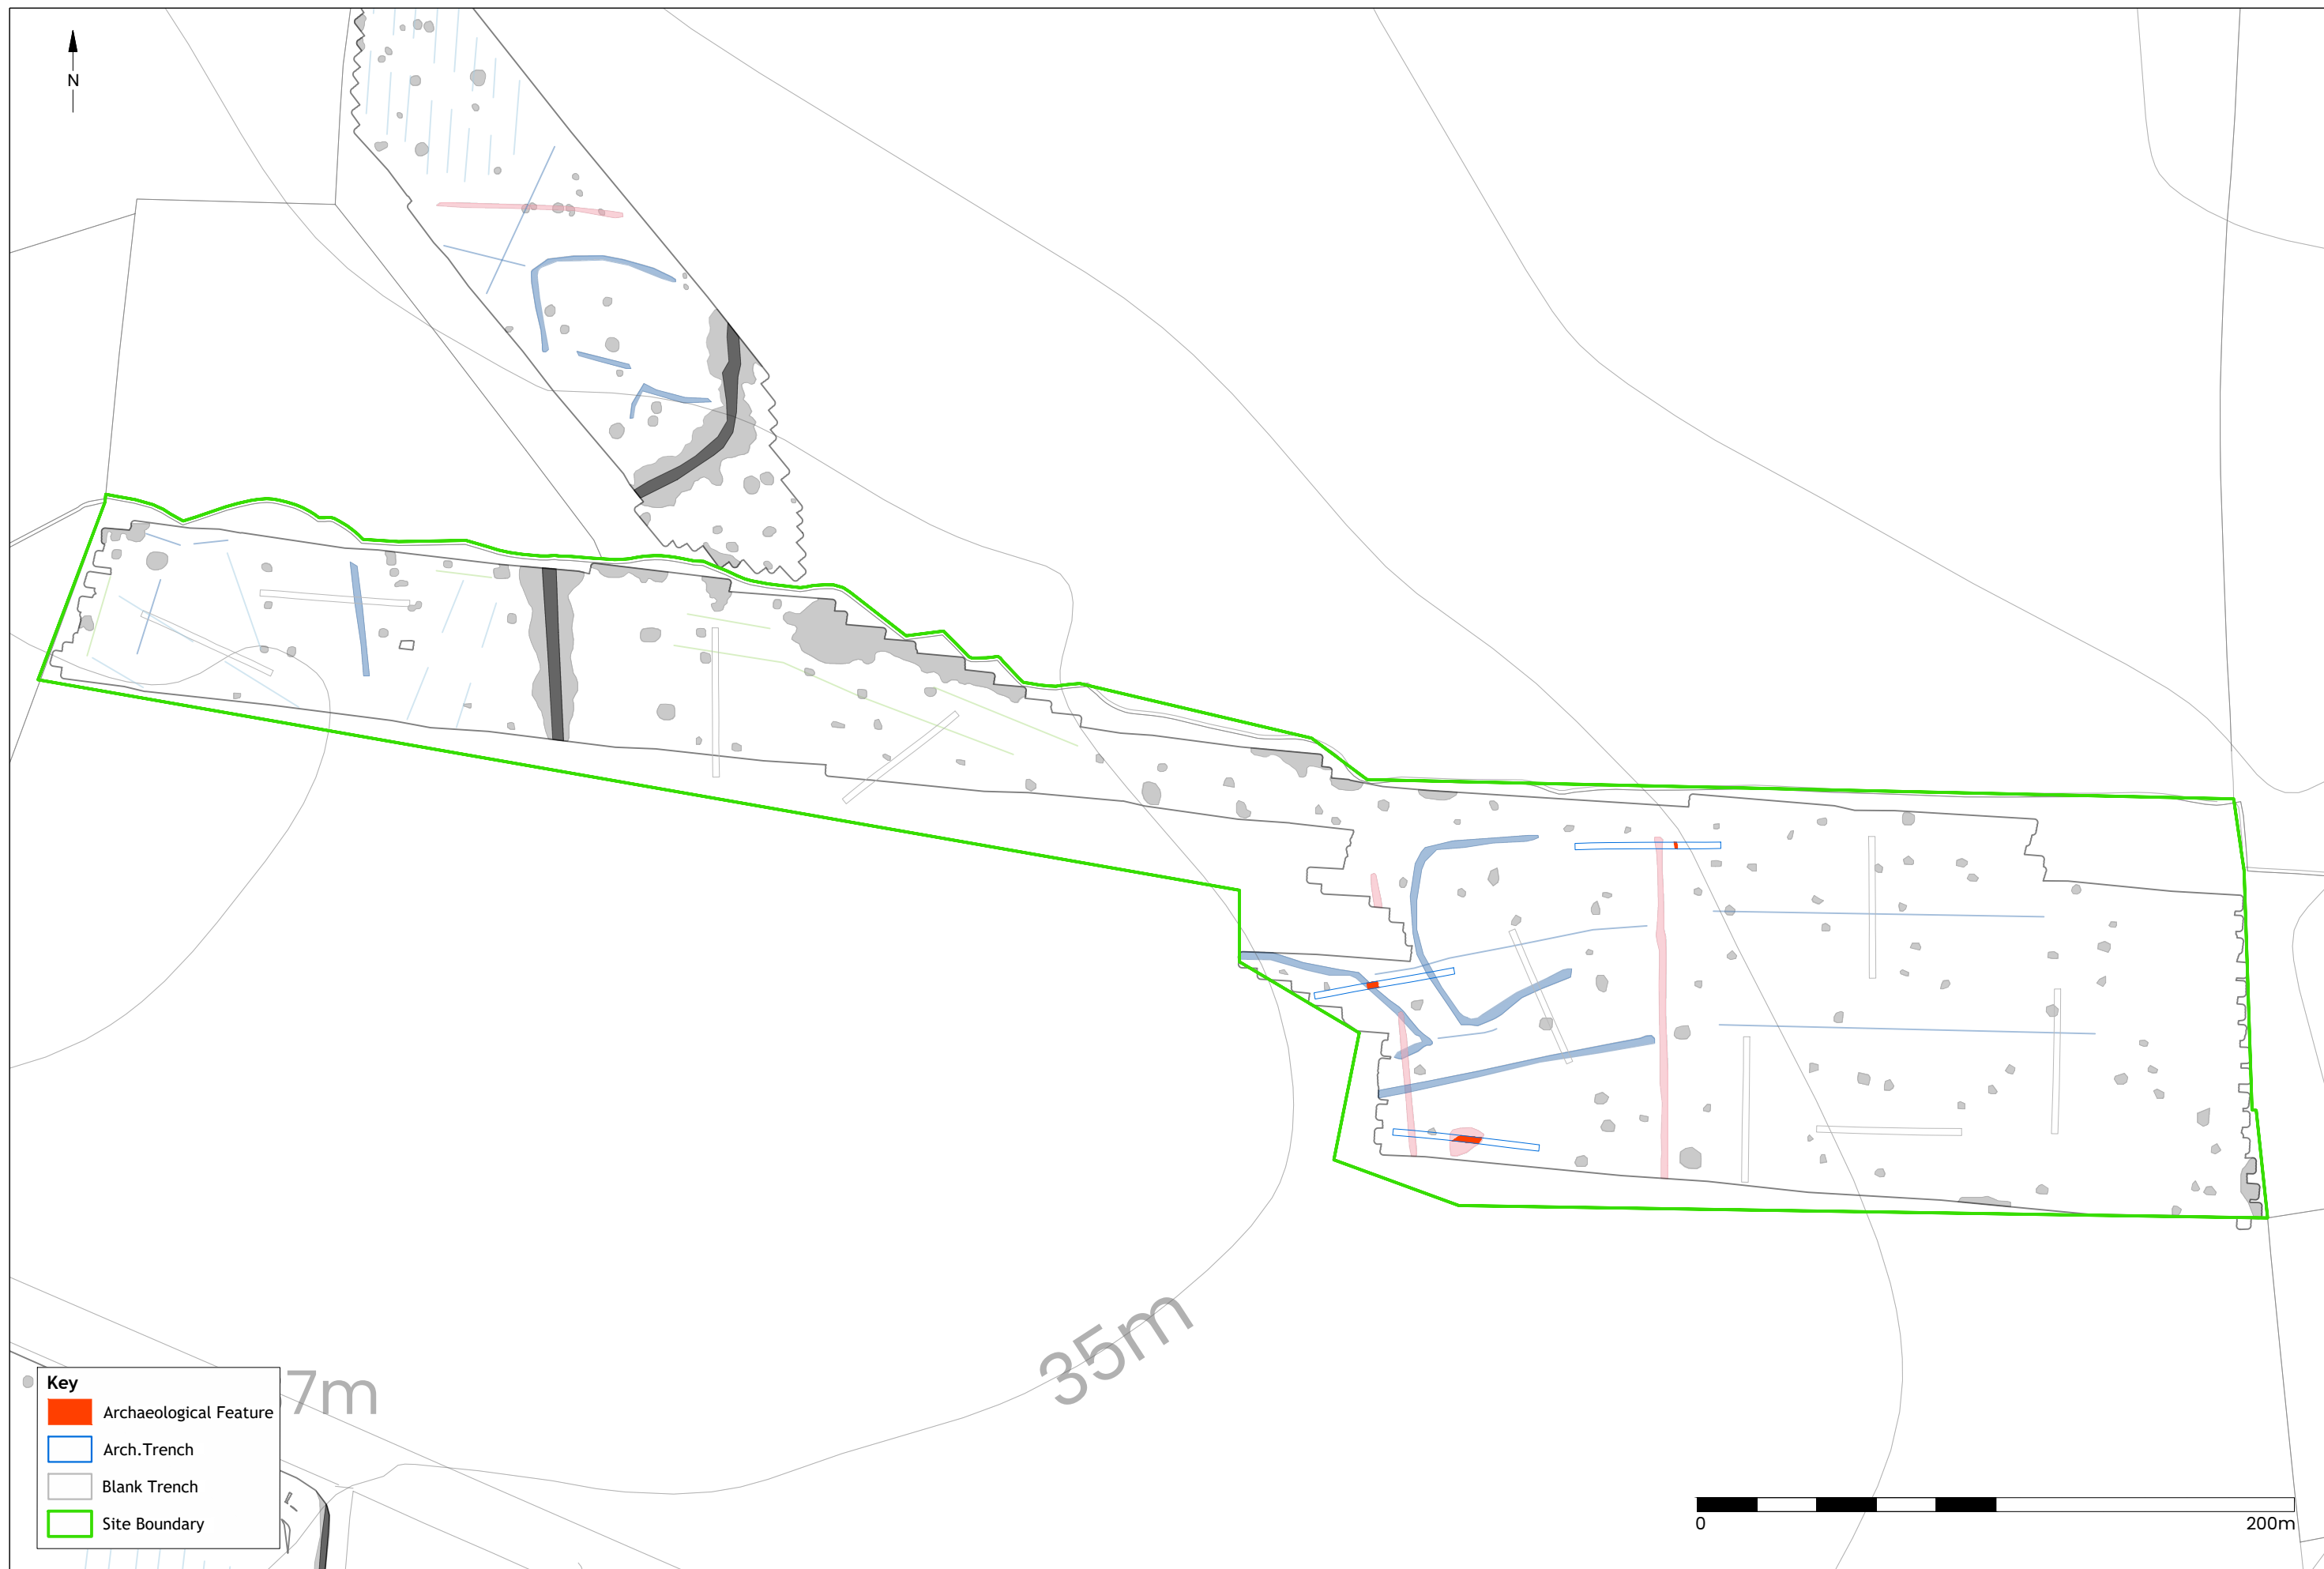 N
35m
7m
Key
Archaeological Feature
Arch.Trench
Blank Trench
Site Boundary
0
200m